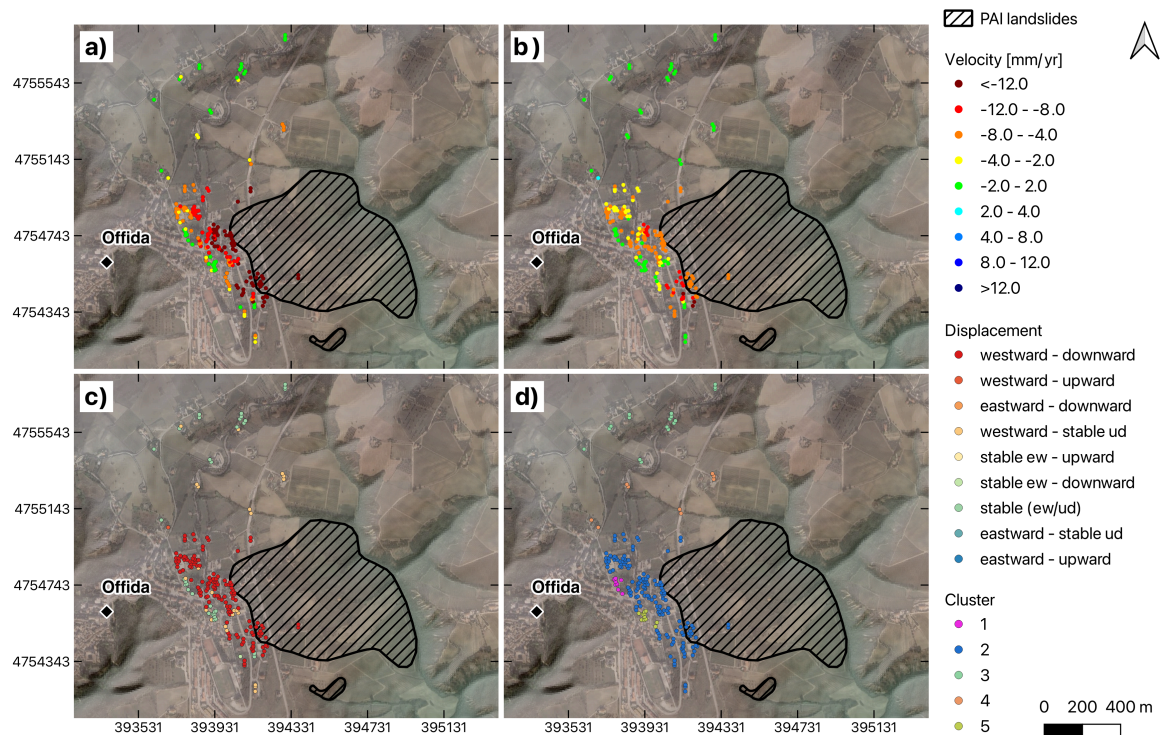 a)
b)
4755543
4755143
4754743
4754343
Offida
Offida
c)
d)
4755543
4755143
4754743
4754343
Offida
Offida
393531 393931 394331 394731 395131
393531 393931 394331 394731 395131
PAI landslides
Velocity [mm/yr]
<-12.0
-12.0 - -8.0
-8.0 - -4.0
-4.0 - -2.0
-2.0 - 2.0
2.0 - 4.0
4.0 - 8.0
8.0 - 12.0
>12.0
Displacement
westward - downward
westward - upward
eastward - downward
westward - stable ud
stable ew - upward
stable ew - downward
stable (ew/ud)
eastward - stable ud
eastward - upward
Cluster
1
2
3
4
5
0 200 400 m